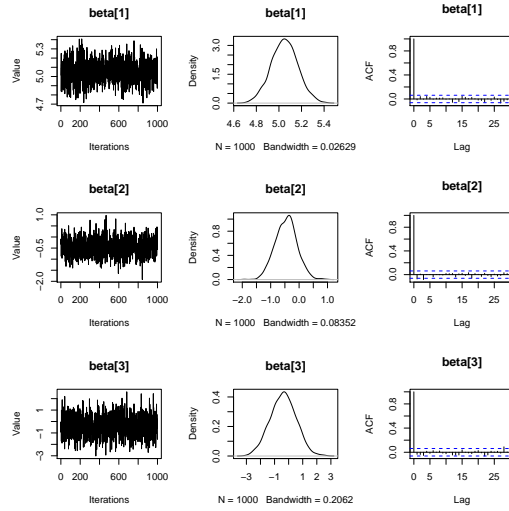 beta[1]
Value
4.7 5.0 5.3
0 200 600 1000
Iterations
beta[1]
Density
0.0 1.5 3.0
4.6 4.8 5.0 5.2 5.4
N = 1000 Bandwidth = 0.02629
beta[1]
ACF
0.0 0.4 0.8
0 5 15 25
Lag
beta[2]
Value
−2.0 −0.5 1.0
0 200 600 1000
Iterations
beta[2]
Density
0.0 0.4 0.8
−2.0 −1.0 0.0 1.0
N = 1000 Bandwidth = 0.08352
beta[2]
ACF
0.0 0.4 0.8
0 5 15 25
Lag
beta[3]
Value
−3 −1 1
0 200 600 1000
Iterations
beta[3]
Density
0.0 0.2 0.4
−3 −1 0 1 2 3
N = 1000 Bandwidth = 0.2062
beta[3]
ACF
0.0 0.4 0.8
0 5 15 25
Lag